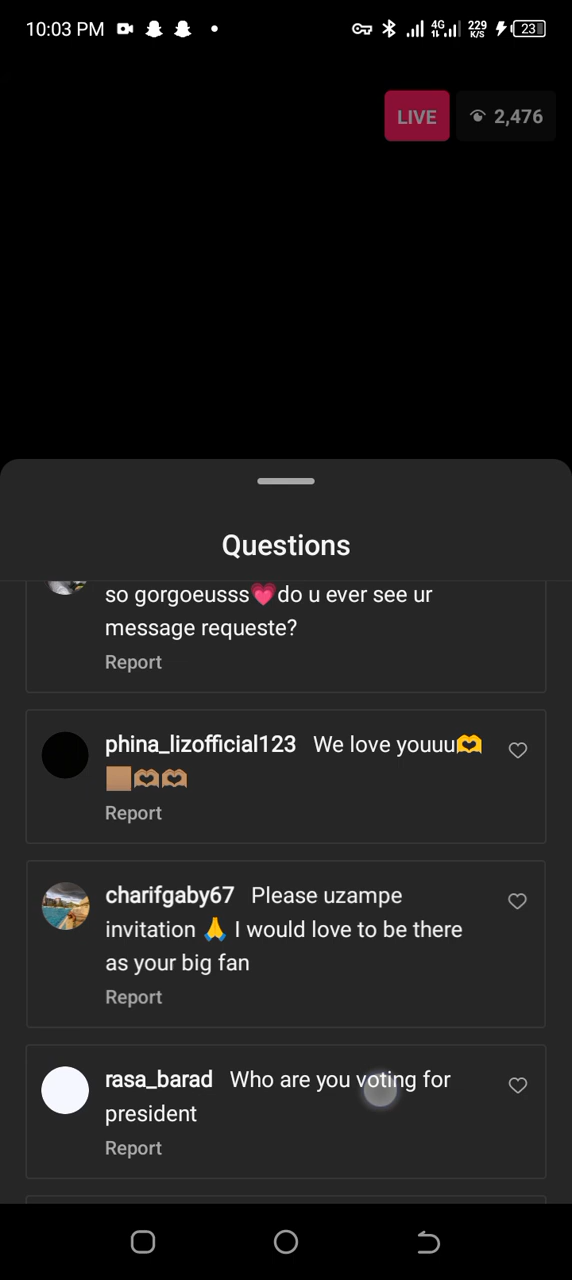 10:03 PM 4G 229 K/S 23
LIVE 2,476
Questions
so gorgoeusss💗do u ever see ur
message requeste?
Report
phina_lizofficial123 We love youuu🫶
🏽🫶🫶
Report
charifgaby67 Please uzampe
invitation 🙏 I would love to be there
as your big fan
Report
rasa_barad Who are you voting for
president
Report